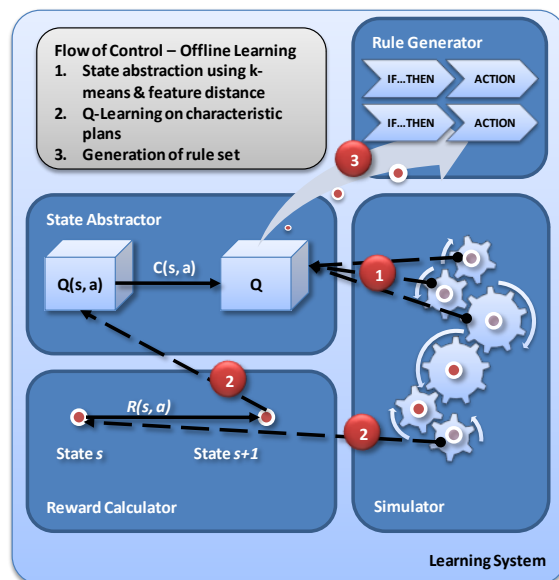 Flow of Control – Offline Learning
1. State abstraction using k-
means & feature distance
2. Q-Learning on characteristic
plans
3. Generation of rule set
Rule Generator
IF...THEN ACTION
IF...THEN ACTION
3
State Abstractor
Q(s, a)
C(s, a)
Q
1
2
R(s, a)
State s
State s+1
2
Reward Calculator
Simulator
Learning System